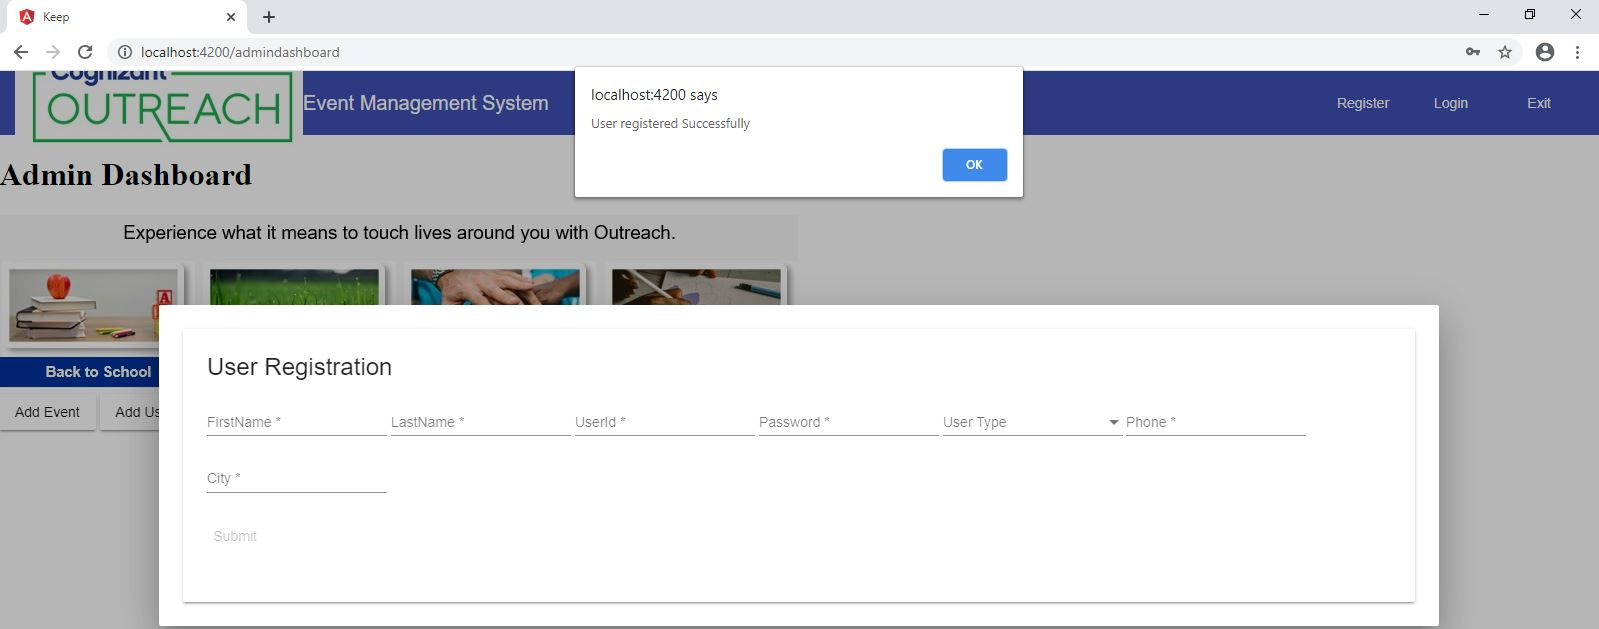 Keep
localhost:4200/admindashboard
Cognizant
OUTREACH
Event Management System
Register Login Exit
localhost:4200 says
User registered Successfully
OK
Admin Dashboard
Experience what it means to touch lives around you with Outreach.
A
Back to School
Add Event Add Us
User Registration
FirstName * LastName * UserId * Password * User Type Phone *
City *
Submit